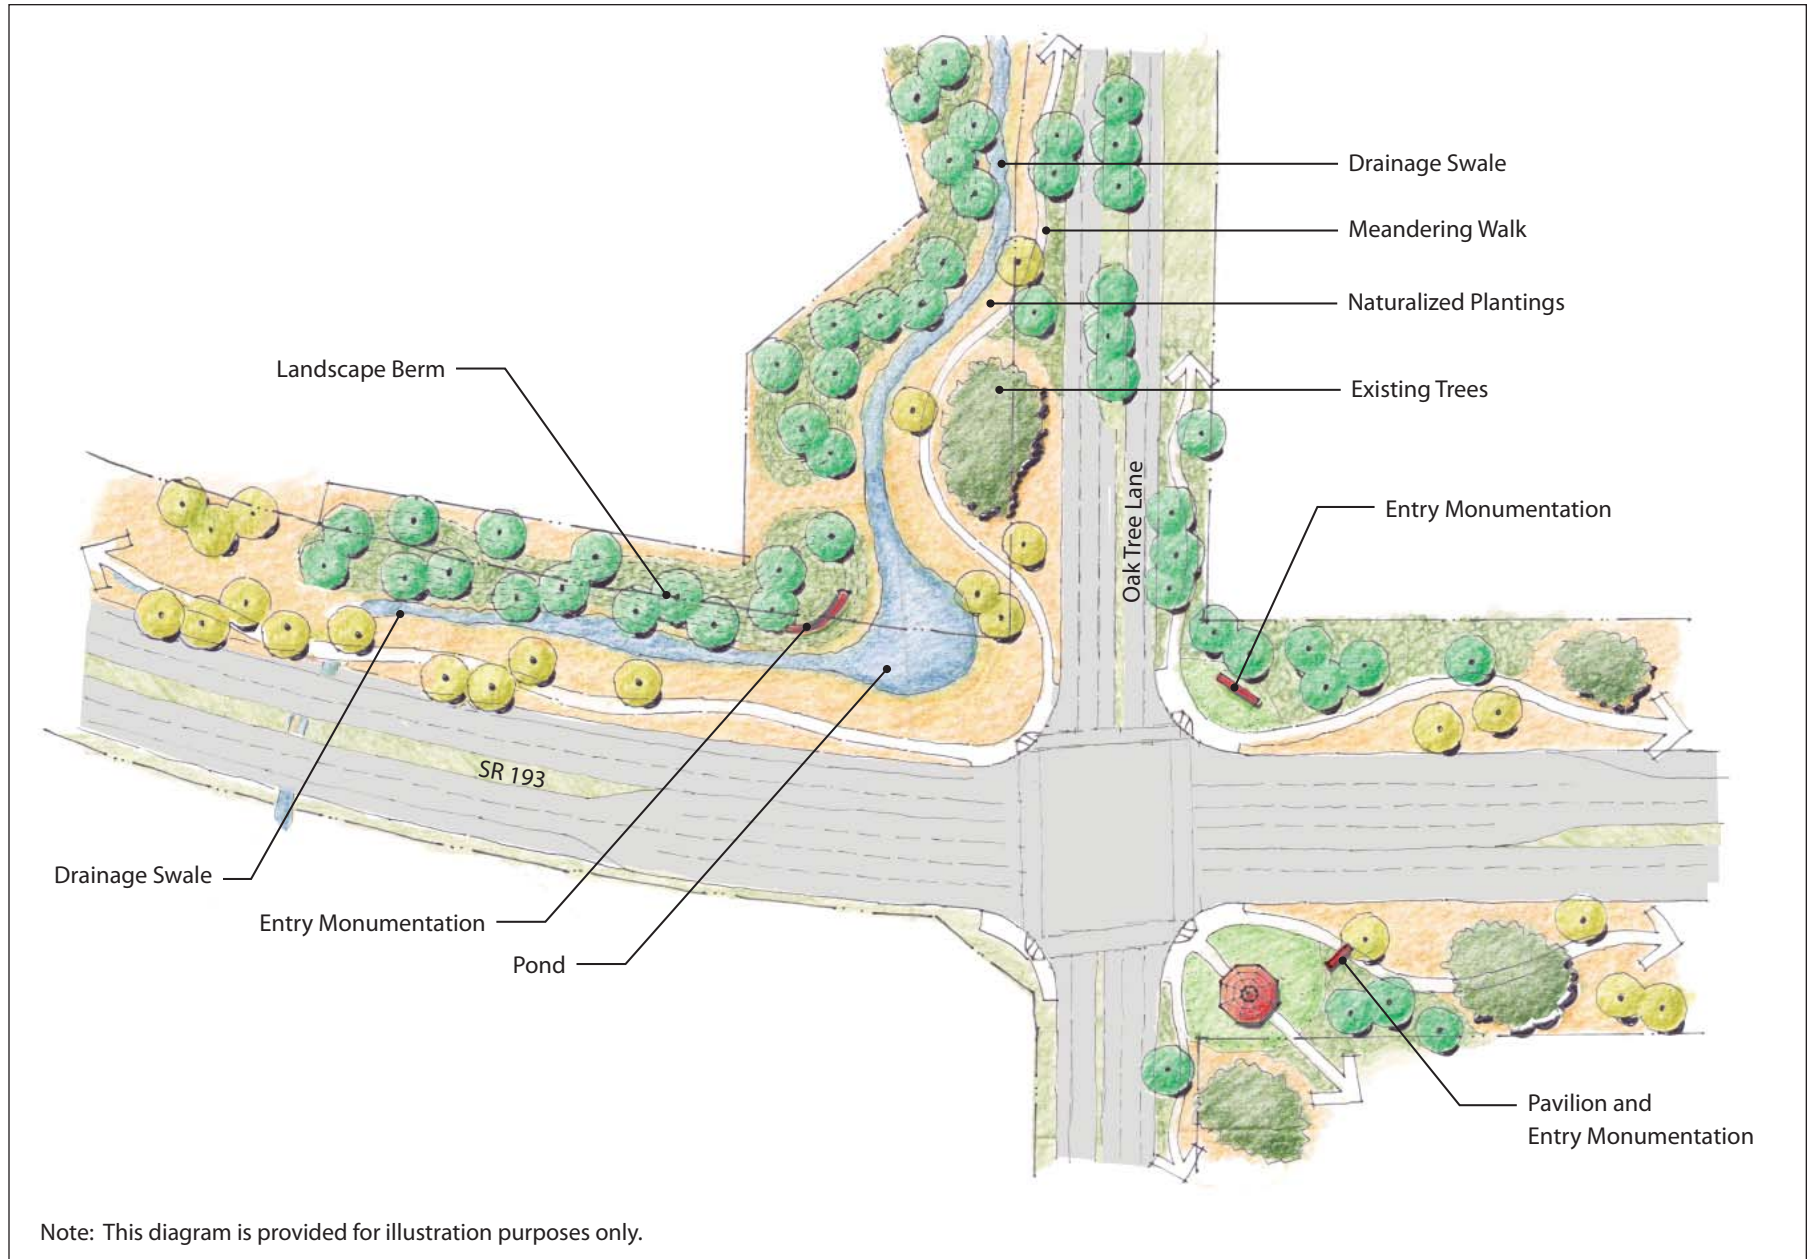 Drainage Swale
Meandering Walk
Naturalized Plantings
Landscape Berm
Existing Trees
Oak Tree Lane
Entry Monumentation
SR 193
Drainage Swale
Entry Monumentation
Pond
Pavilion and
Entry Monumentation
Note: This diagram is provided for illustration purposes only.